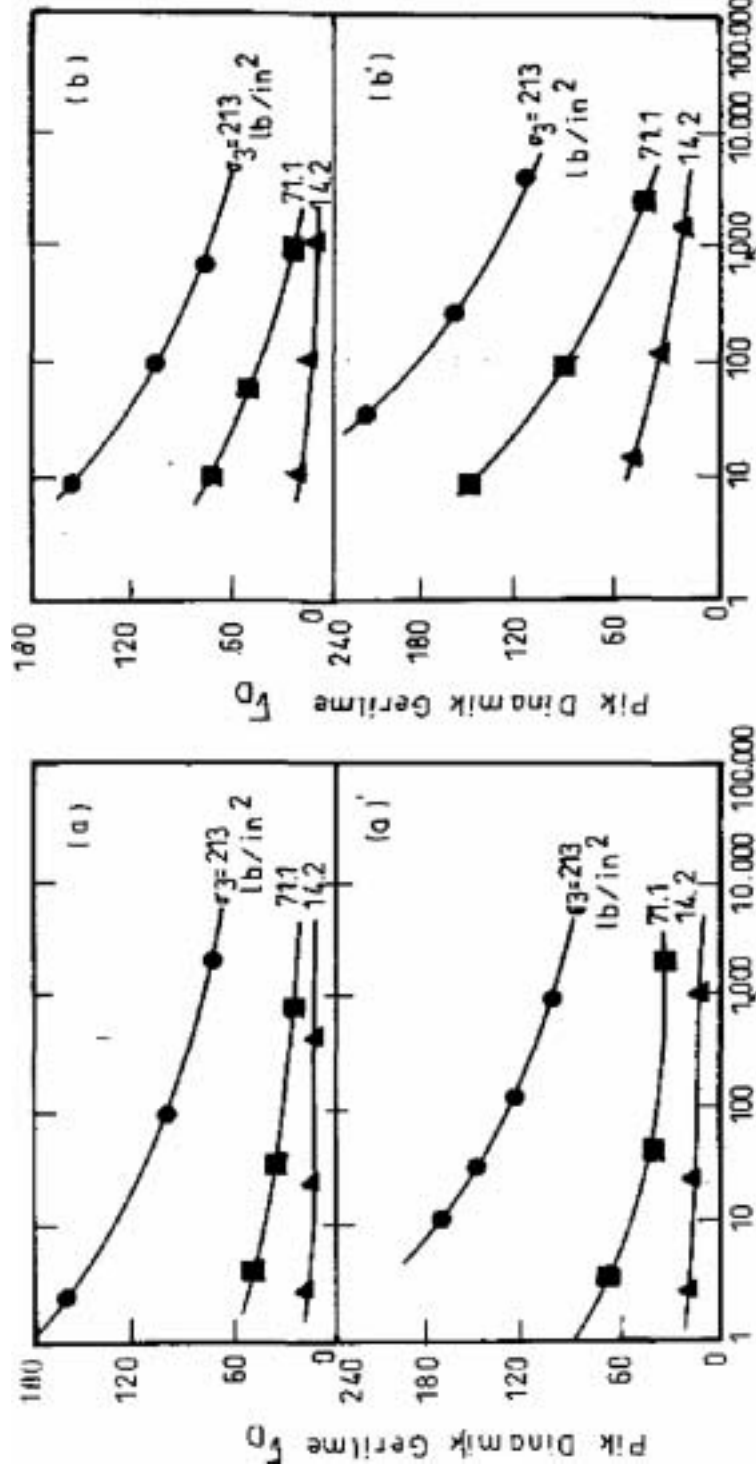 180
120
60
0
(a)
σ3=213
lb/in2
71.1
14.2
Pik Dinamik Gerilme σD
240
180
120
60
0
(a)'
σ3=213
lb/in2
71.1
14.2
1
10
100
1,000
10.000
100.000
180
120
60
0
(b)
σ3=213
lb/in2
71.1
14.2
Pik Dinamik Gerilme σD
240
180
120
60
0
(b')
σ3=213
lb/in2
71.1
14.2
1
10
100
1,000
10.000
100.000